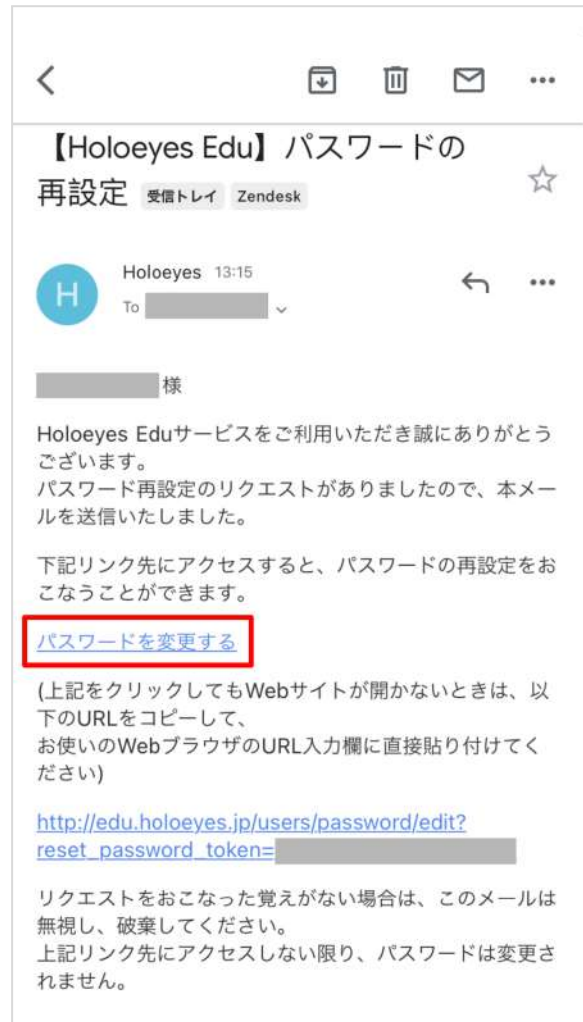 【Holoeyes Edu】パスワードの
再設定 受信トレイ Zendesk
H
Holoeyes 13:15
To
様
Holoeyes Eduサービスをご利用いただき誠にありがとう
ございます。
パスワード再設定のリクエストがありましたので、本メー
ルを送信いたしました。
下記リンク先にアクセスすると、パスワードの再設定をお
こなうことができます。
パスワードを変更する
(上記をクリックしてもWebサイトが開かないときは、以
下のURLをコピーして、
お使いのWebブラウザのURL入力欄に直接貼り付けてく
ださい)
http://edu.holoeyes.jp/users/password/edit?
reset_password_token=
リクエストをおこなった覚えがない場合は、このメールは
無視し、破棄してください。
上記リンク先にアクセスしない限り、パスワードは変更さ
れません。